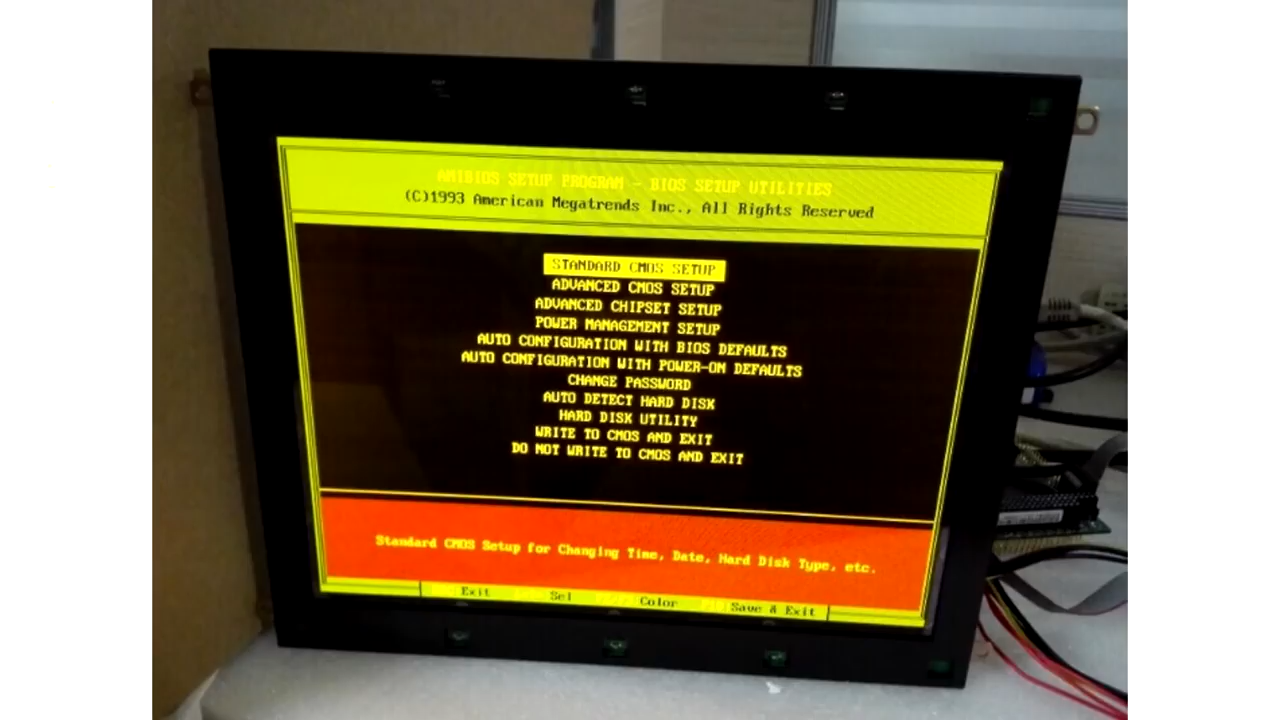 AMIBIOS SETUP PROGRAM - BIOS SETUP UTILITIES
(C)1993 American Megatrends Inc., All Rights Reserved
STANDARD CMOS SETUP
ADVANCED CMOS SETUP
ADVANCED CHIPSET SETUP
POWER MANAGEMENT SETUP
AUTO CONFIGURATION WITH BIOS DEFAULTS
AUTO CONFIGURATION WITH POWER-ON DEFAULTS
CHANGE PASSWORD
AUTO DETECT HARD DISK
HARD DISK UTILITY
WRITE TO CMOS AND EXIT
DO NOT WRITE TO CMOS AND EXIT
Standard CMOS Setup for Changing Time, Date, Hard Disk Type, etc.
Exit Sel Color Save & Exit